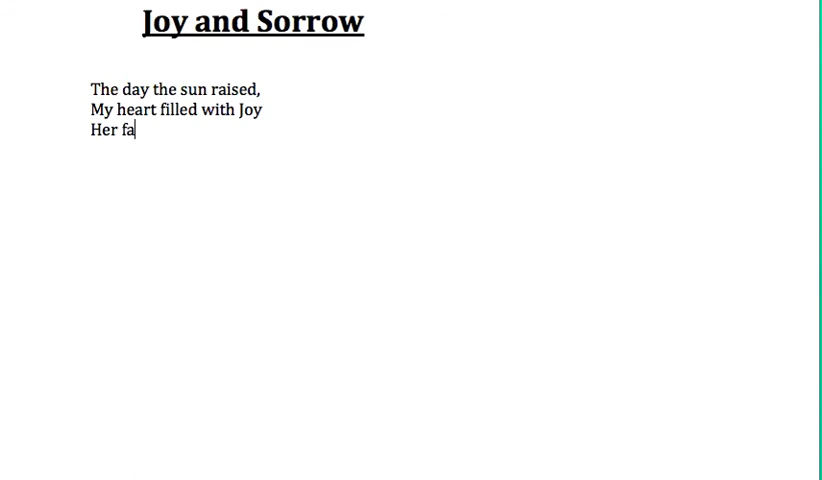 Joy and Sorrow
The day the sun raised,
My heart filled with Joy
Her fa